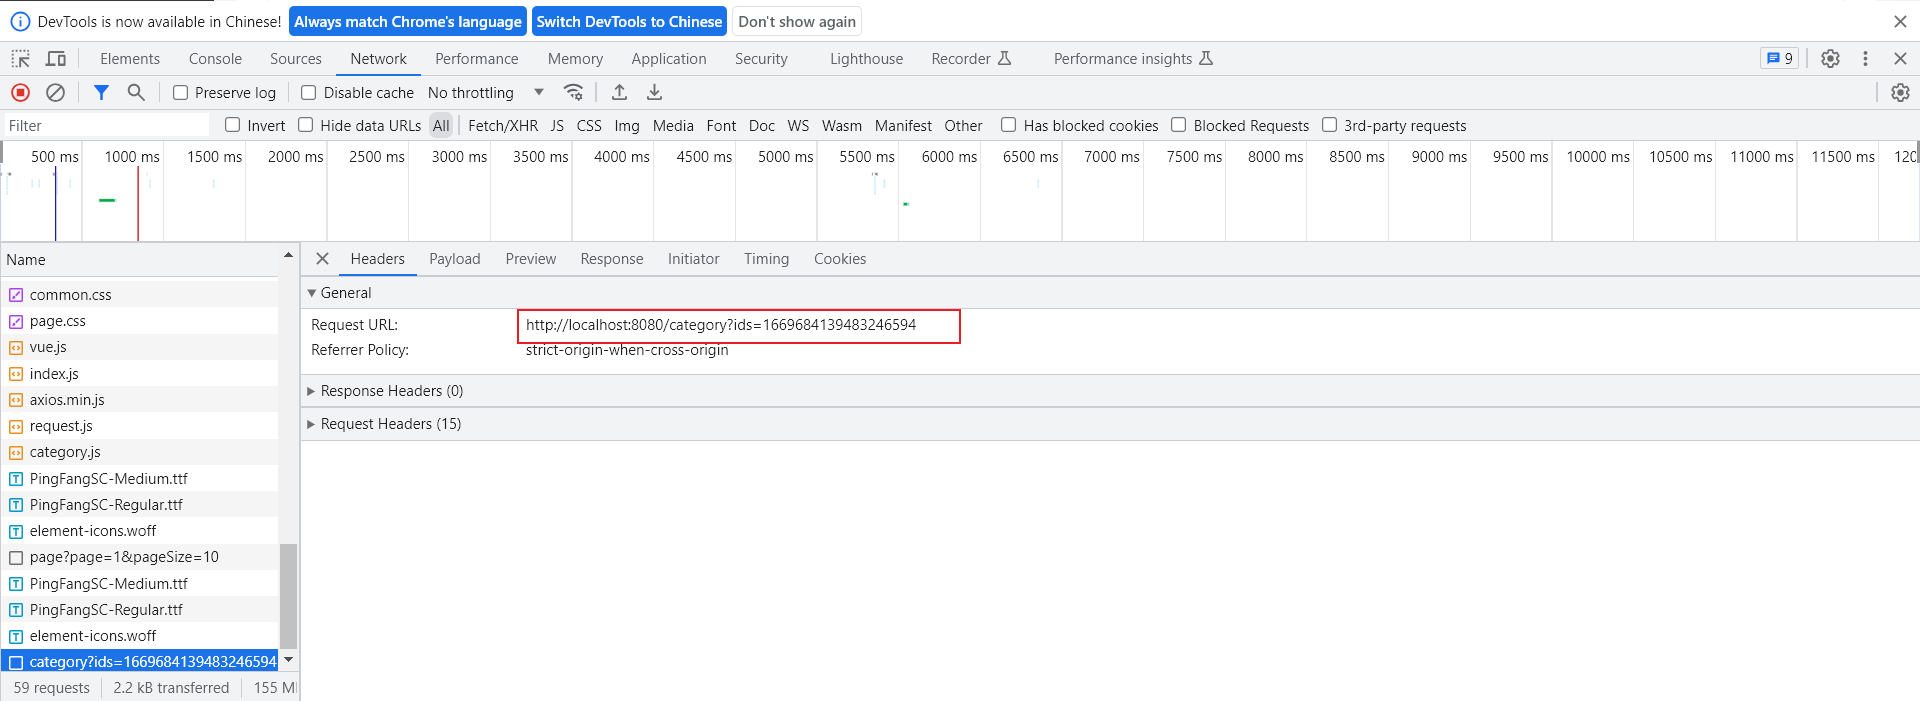 DevTools is now available in Chinese! Always match Chrome's language Switch DevTools to Chinese Don't show again
Elements Console Sources Network Performance Memory Application Security Lighthouse Recorder Performance insights 9
Preserve log Disable cache No throttling
Filter Invert Hide data URLs All Fetch/XHR JS CSS Img Media Font Doc WS Wasm Manifest Other Has blocked cookies Blocked Requests 3rd-party requests
500 ms 1000 ms 1500 ms 2000 ms 2500 ms 3000 ms 3500 ms 4000 ms 4500 ms 5000 ms 5500 ms 6000 ms 6500 ms 7000 ms 7500 ms 8000 ms 8500 ms 9000 ms 9500 ms 10000 ms 10500 ms 11000 ms 11500 ms
Name
common.css
page.css
vue.js
index.js
axios.min.js
request.js
category.js
PingFangSC-Medium.ttf
PingFangSC-Regular.ttf
element-icons.woff
page?page=1&pageSize=10
PingFangSC-Medium.ttf
PingFangSC-Regular.ttf
element-icons.woff
category?ids=1669684139483246594
59 requests 2.2 kB transferred 155 M
Headers Payload Preview Response Initiator Timing Cookies
General
Request URL: http://localhost:8080/category?ids=1669684139483246594
Referrer Policy: strict-origin-when-cross-origin
Response Headers (0)
Request Headers (15)